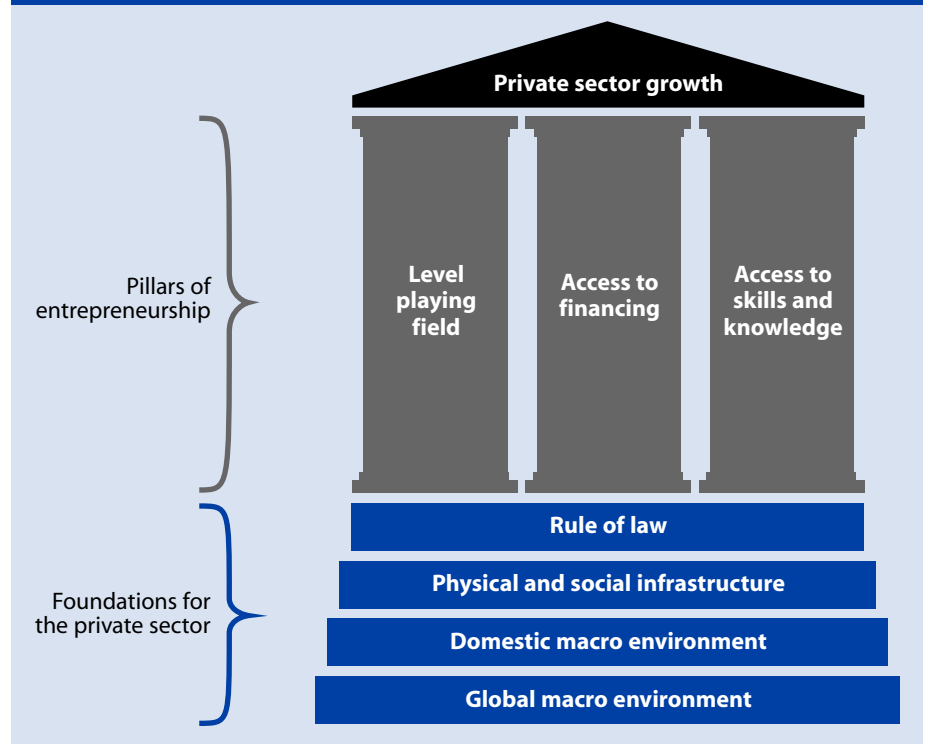 Private sector growth
Pillars of
entrepreneurship
Level
playing
field
Access to
financing
Access to
skills and
knowledge
Foundations for
the private sector
Rule of law
Physical and social infrastructure
Domestic macro environment
Global macro environment